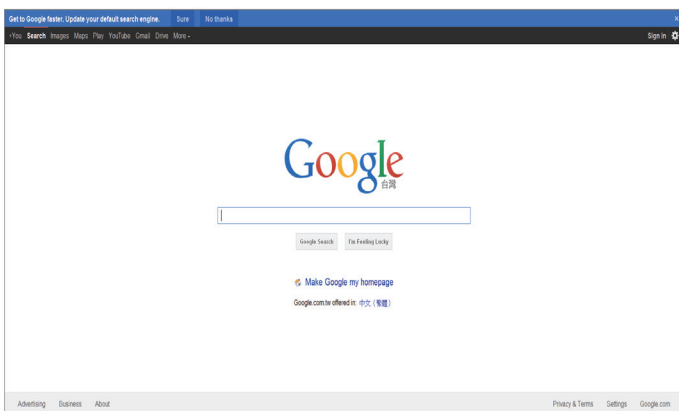 Get to Google faster. Update your default search engine. Sure No thanks ×
+You Search Images Maps Play YouTube Gmail Drive More Sign in
Google
台灣
Google Search I'm Feeling Lucky
Make Google my homepage
Google.com.tw offered in: 中文（繁體）
Advertising Business About Privacy & Terms Settings Google.com